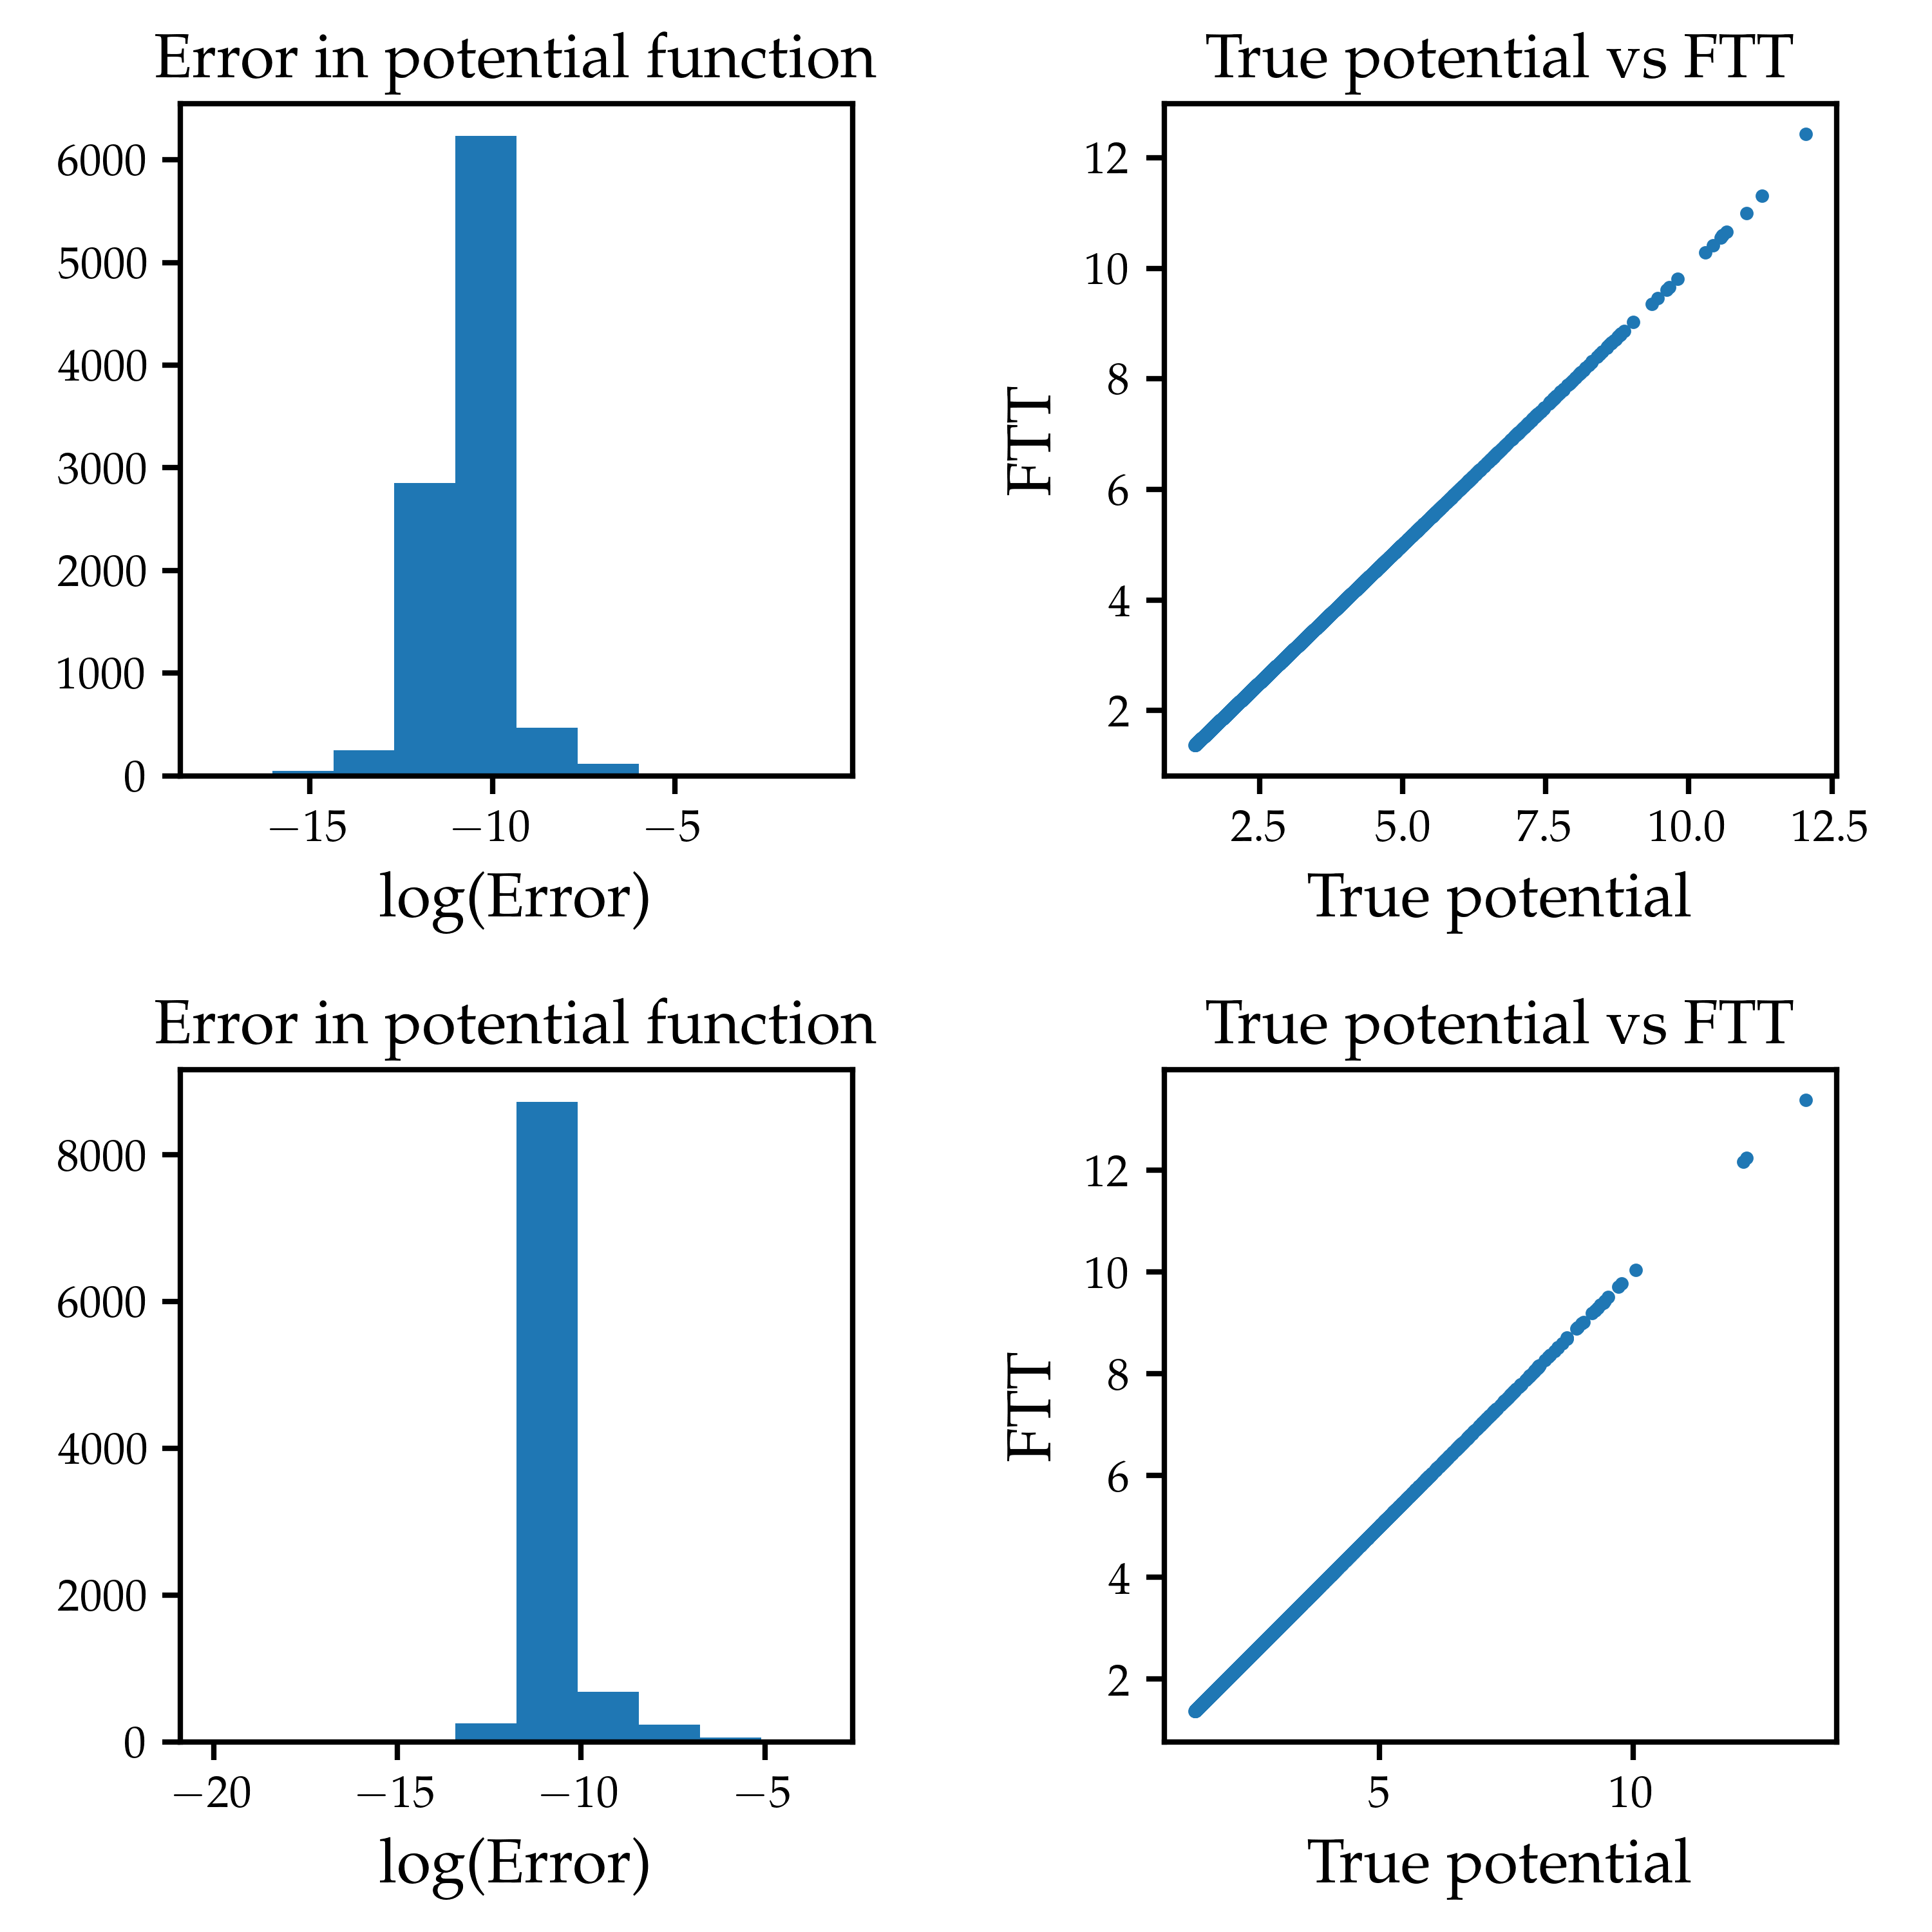 Error in potential function
6000
5000
4000
3000
2000
1000
0
−15 −10 −5
log(Error)
True potential vs FTT
12
10
8
6
4
2
FTT
2.5 5.0 7.5 10.0 12.5
True potential
Error in potential function
8000
6000
4000
2000
0
−20 −15 −10 −5
log(Error)
True potential vs FTT
12
10
8
6
4
2
FTT
5 10
True potential